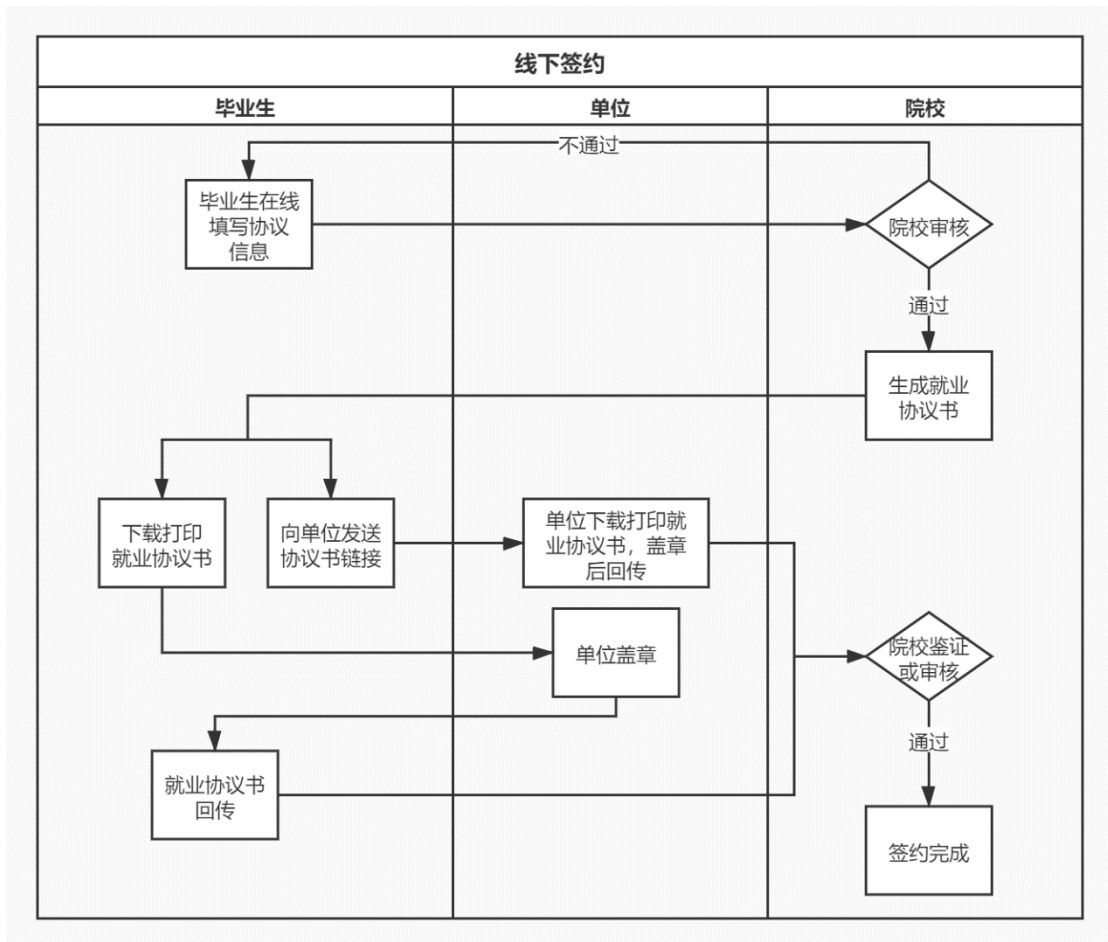 线下签约
毕业生
单位
院校
不通过
毕业生在线
填写协议
信息
院校审核
通过
生成就业
协议书
下载打印
就业协议书
向单位发送
协议书链接
单位下载打印就
业协议书，盖章
后回传
单位盖章
院校鉴证
或审核
通过
就业协议书
回传
签约完成